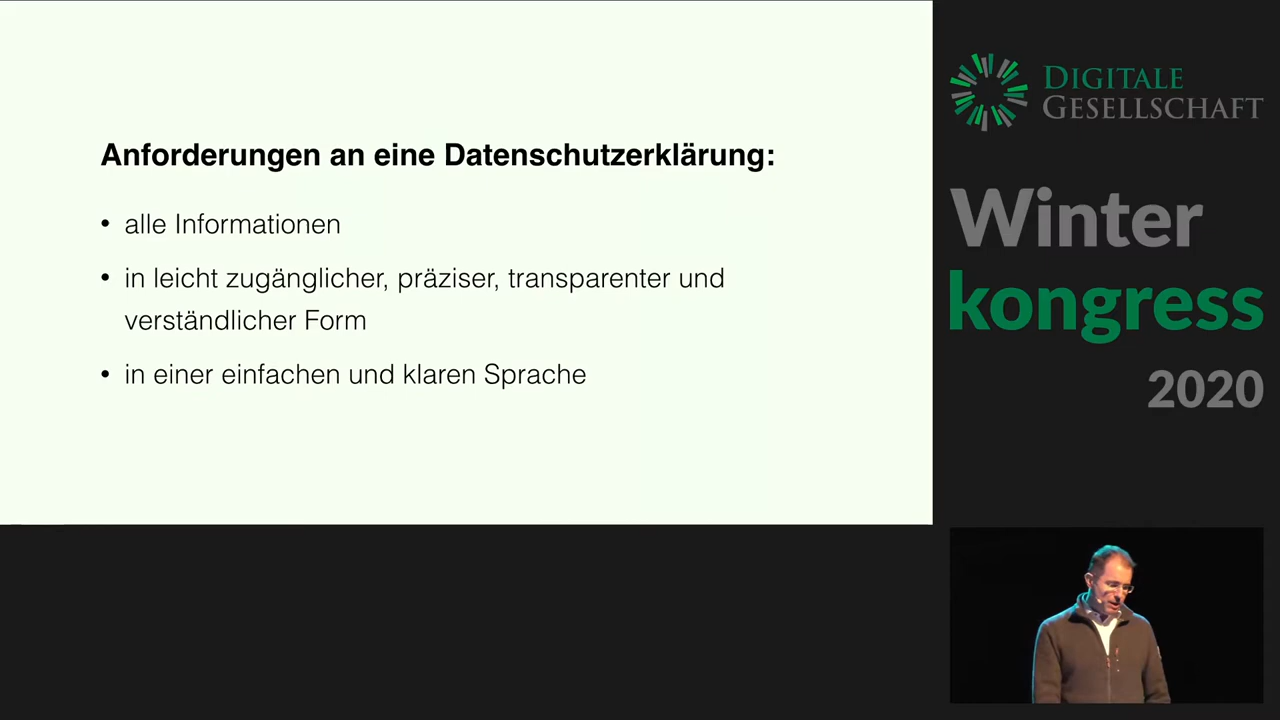 Anforderungen an eine Datenschutzerklärung:
• alle Informationen
• in leicht zugänglicher, präziser, transparenter und
verständlicher Form
• in einer einfachen und klaren Sprache
DIGITALE
GESELLSCHAFT
Winter
kongress
2020